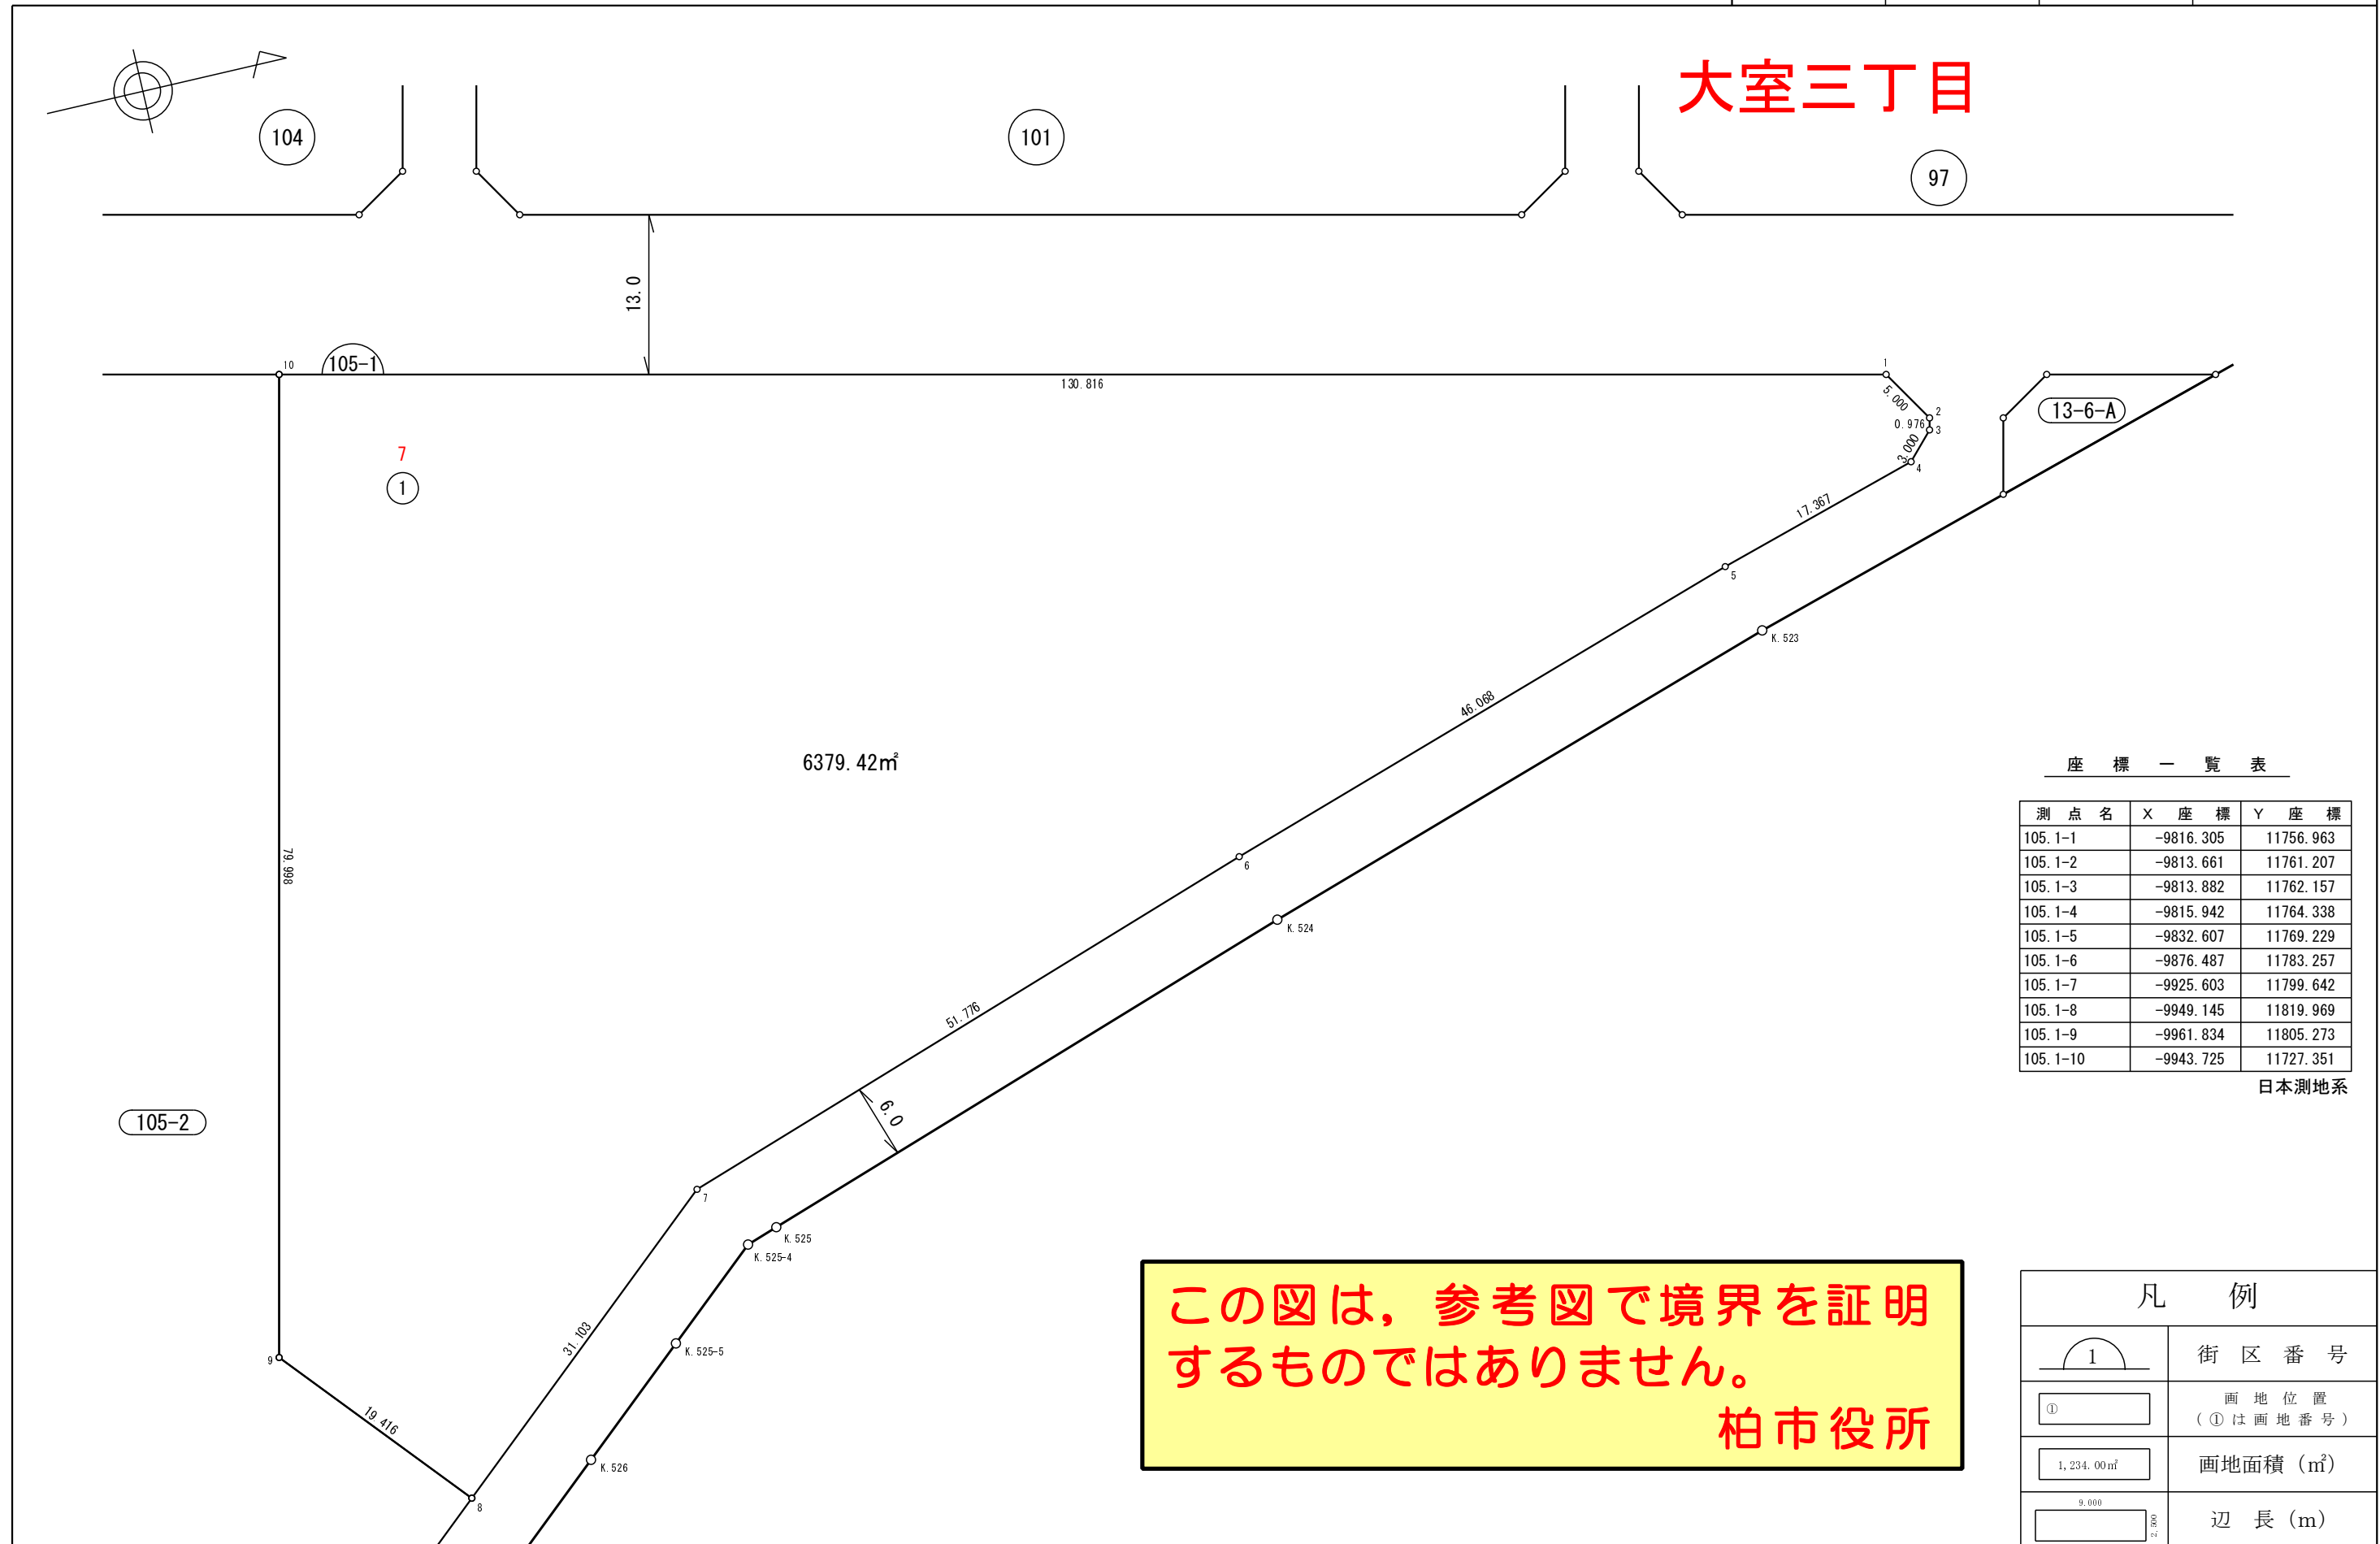 大室三丁目
104
101
97
13.0
105-1
10
130.816
1
5.000
2
0.976
3
3.000
4
13-6-A
7
1
17.367
5
K.523
46.068
6379.42㎡
79.998
6
K.524
51.776
6.0
105-2
7
K.525
K.525-4
31.103
K.525-5
9
19.416
K.526
8
座標一覧表
測点名 X座標 Y座標
105.1-1 -9816.305 11756.963
105.1-2 -9813.661 11761.207
105.1-3 -9813.882 11762.157
105.1-4 -9815.942 11764.338
105.1-5 -9832.607 11769.229
105.1-6 -9876.487 11783.257
105.1-7 -9925.603 11799.642
105.1-8 -9949.145 11819.969
105.1-9 -9961.834 11805.273
105.1-10 -9943.725 11727.351
日本測地系
この図は，参考図で境界を証明
するものではありません。
柏市役所
凡例
1 街区番号
① 画地位置
(①は画地番号)
1,234.00㎡ 画地面積（㎡）
9.000
2.500
辺長（m）